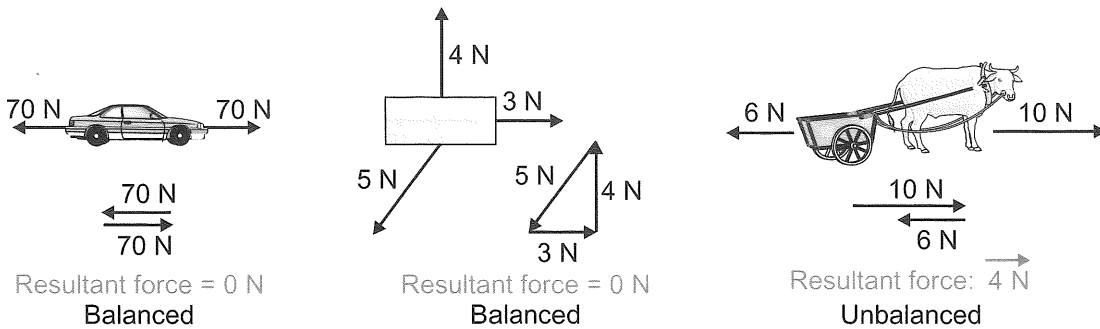 70 N
70 N
70 N
70 N
Resultant force = 0 N
Balanced
4 N
3 N
5 N
5 N
4 N
3 N
Resultant force = 0 N
Balanced
6 N
10 N
10 N
6 N
Resultant force: 4 N
Unbalanced